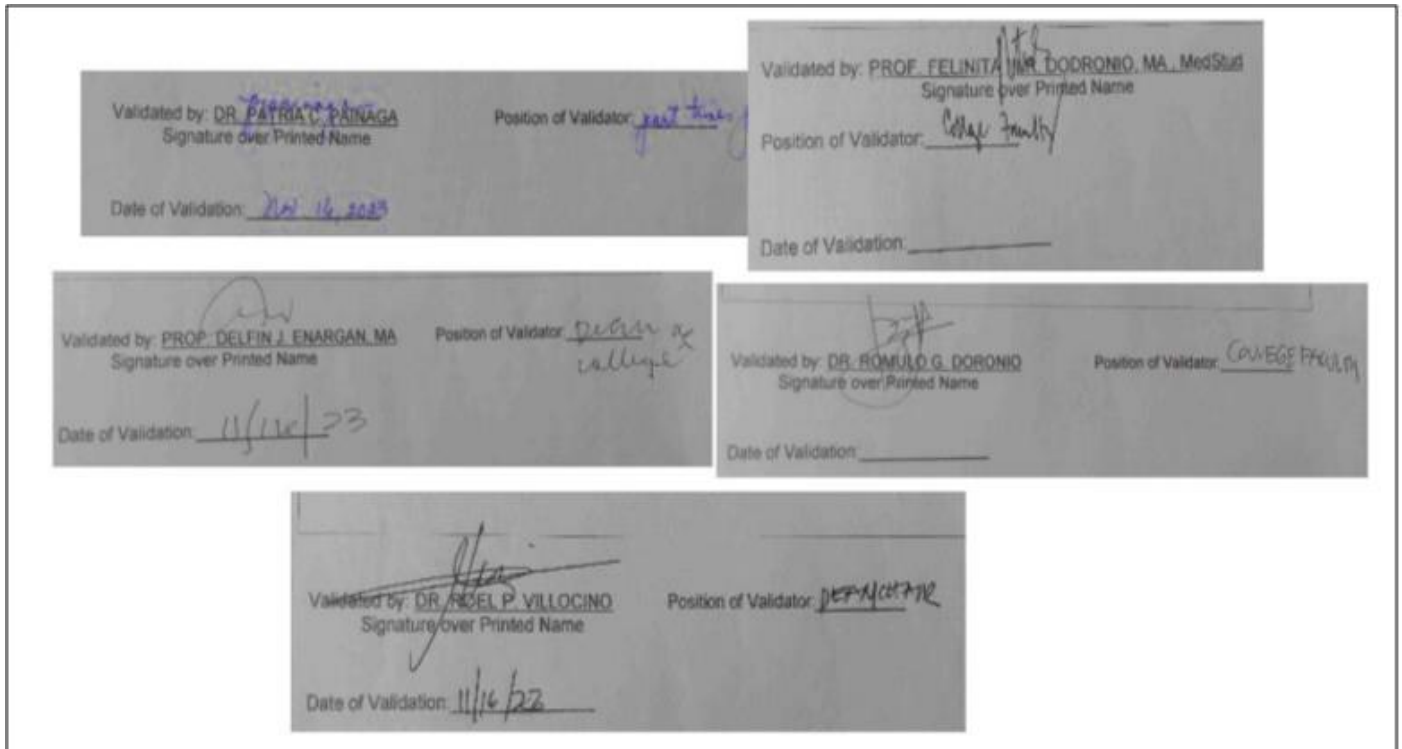 Validated by: DR. PATRIA C. PAINAGA
Signature over Printed Name
Position of Validator: part time
Date of Validation: Nov 16, 2023
Validated by: PROF. FELINITA DODRONIO, MA, MedStud
Signature over Printed Name
Position of Validator: College Faculty
Date of Validation:
Validated by: PROF. DELFIN J. ENARGAN, MA
Signature over Printed Name
Position of Validator: Dean of
college
Date of Validation: 11/16/23
Validated by: DR. ROMULO G. DORONIO
Signature over Printed Name
Position of Validator: COLLEGE FACULTY
Date of Validation:
Validated by: DR. ROEL P. VILLOCINO
Signature over Printed Name
Position of Validator:
Date of Validation: 11/16/23